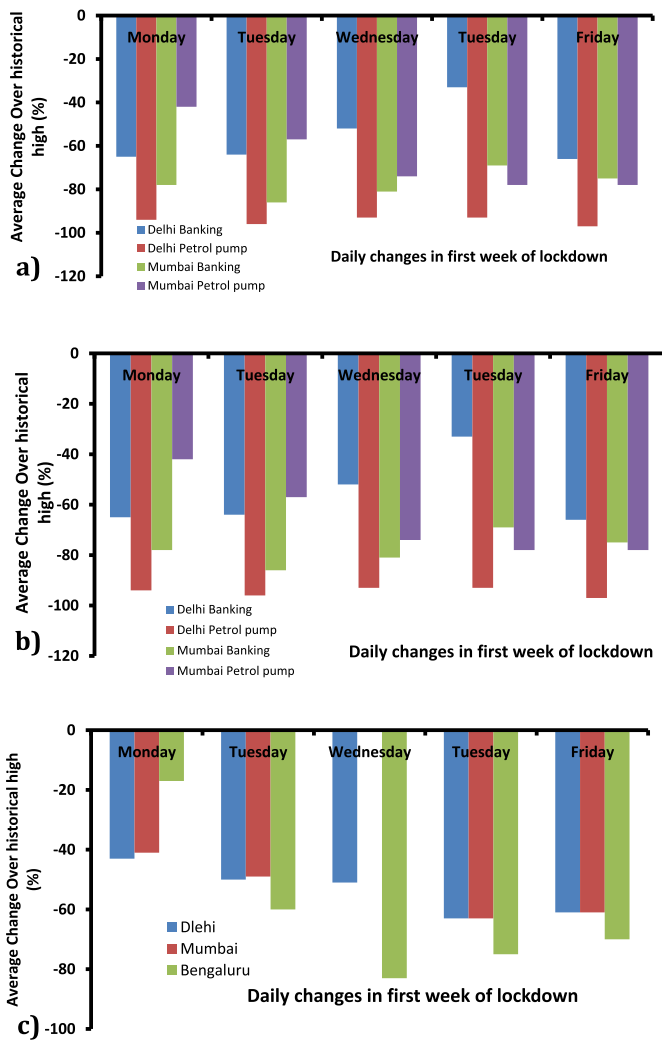 0
-20
-40
-60
-80
-100
-120
Average Change Over historical
high (%)
Monday Tuesday Wednesday Tuesday Friday
Delhi Banking
Delhi Petrol pump
Mumbai Banking
Mumbai Petrol pump
Daily changes in first week of lockdown
a)
0
-20
-40
-60
-80
-100
-120
Average Change Over historical
high (%)
Monday Tuesday Wednesday Tuesday Friday
Delhi Banking
Delhi Petrol pump
Mumbai Banking
Mumbai Petrol pump
Daily changes in first week of lockdown
b)
0
-20
-40
-60
-80
-100
Average Change Over historical high
(%)
Monday Tuesday Wednesday Tuesday Friday
Dlehi
Mumbai
Bengaluru
Daily changes in first week of lockdown
c)